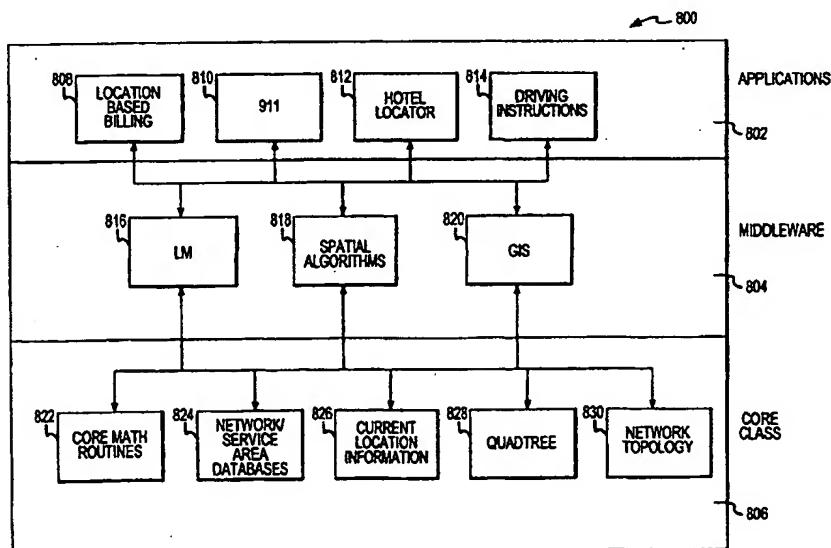 800
808
LOCATION
BASED
BILLING
810
911
812
HOTEL
LOCATOR
814
DRIVING
INSTRUCTIONS
APPLICATIONS
802
816
LM
818
SPATIAL
ALGORITHMS
820
GIS
MIDDLEWARE
804
822
CORE MATH
ROUTINES
824
NETWORK/
SERVICE
AREA
DATABASES
826
CURRENT
LOCATION
INFORMATION
828
QUADTREE
830
NETWORK
TOPOLOGY
CORE
CLASS
806